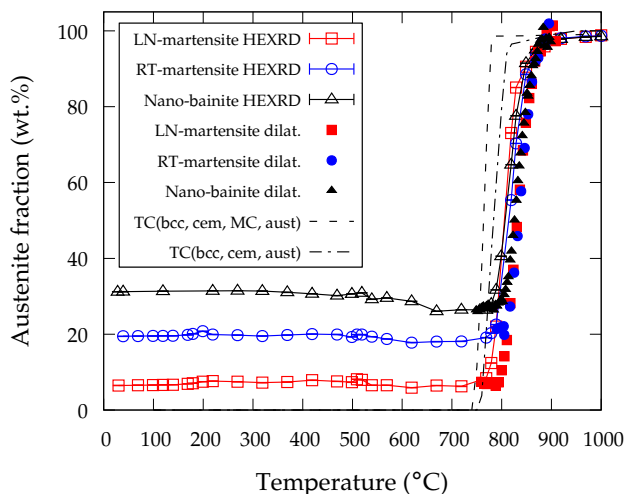 100
80
60
40
20
0
Austenite fraction (wt.%)
LN-martensite HEXRD
RT-martensite HEXRD
Nano-bainite HEXRD
LN-martensite dilat.
RT-martensite dilat.
Nano-bainite dilat.
TC(bcc, cem, MC, aust)
TC(bcc, cem, aust)
0 100 200 300 400 500 600 700 800 900 1000
Temperature (°C)